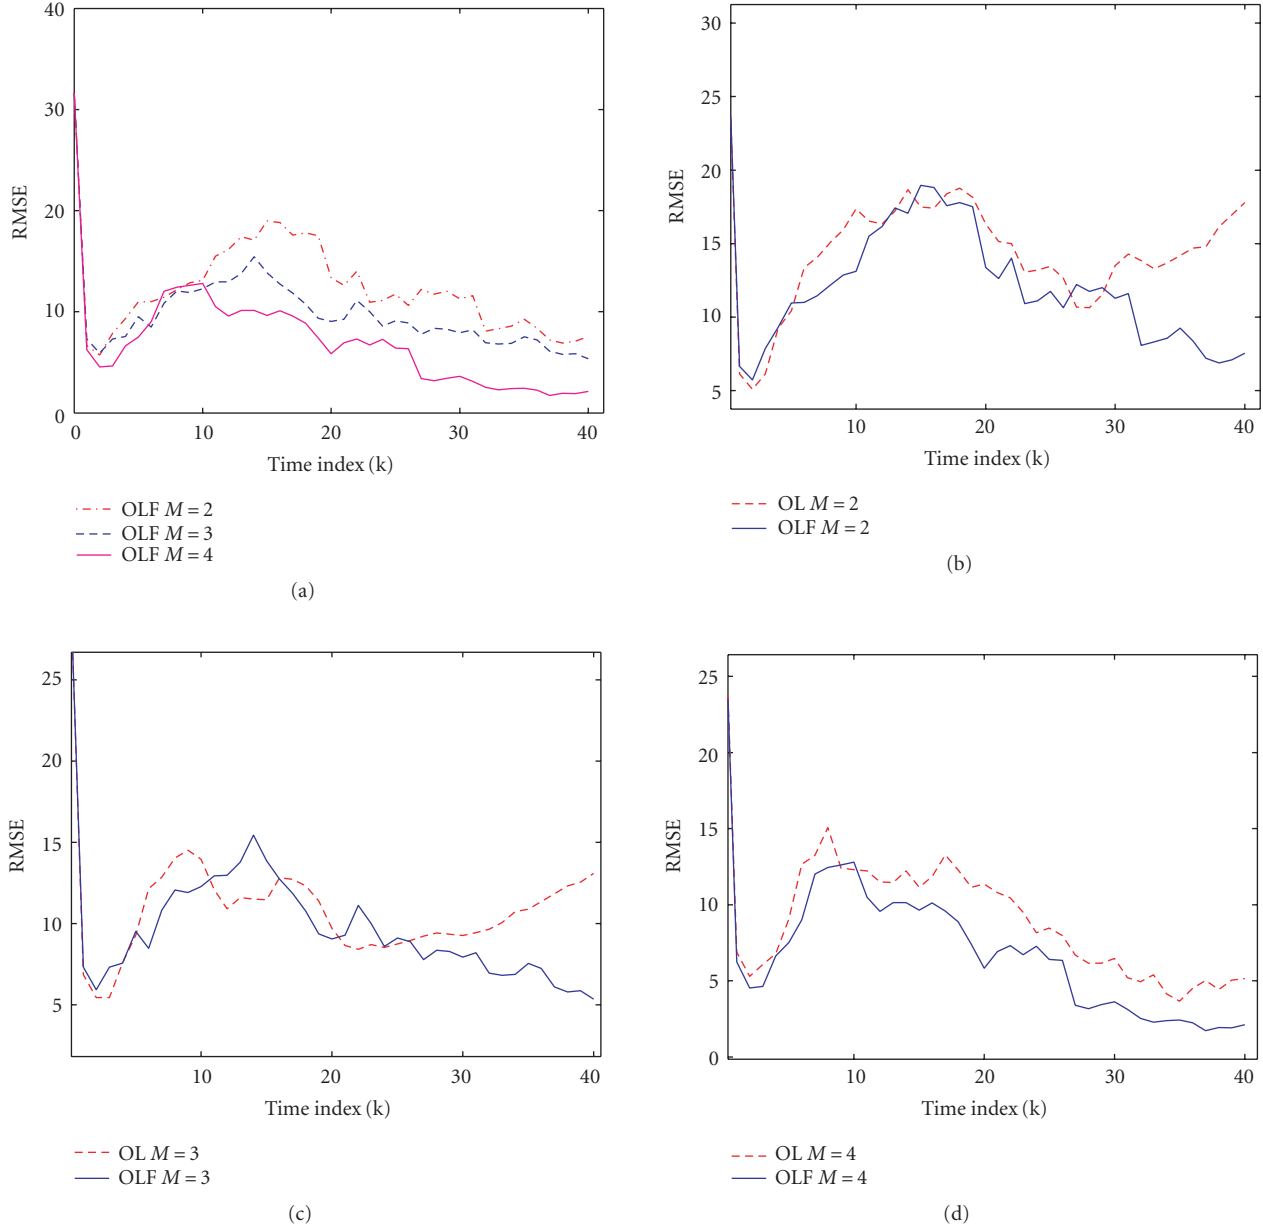 40
30
20
10
0
RMSE
0
10
20
30
40
Time index (k)
OLF M = 2
OLF M = 3
OLF M = 4
(a)
30
25
20
15
10
5
RMSE
10
20
30
40
Time index (k)
OL M = 2
OLF M = 2
(b)
25
20
15
10
5
RMSE
10
20
30
40
Time index (k)
OL M = 3
OLF M = 3
(c)
25
20
15
10
5
0
RMSE
10
20
30
40
Time index (k)
OL M = 4
OLF M = 4
(d)